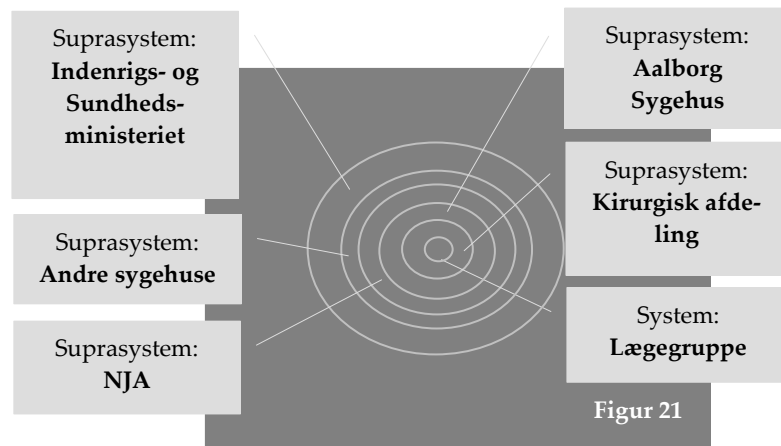 Suprasystem:
Indenrigs- og
Sundheds-
ministeriet
Suprasystem:
Andre sygehuse
Suprasystem:
NJA
Suprasystem:
Aalborg
Sygehus
Suprasystem:
Kirurgisk afde-
ling
System:
Lægegruppe
Figur 21